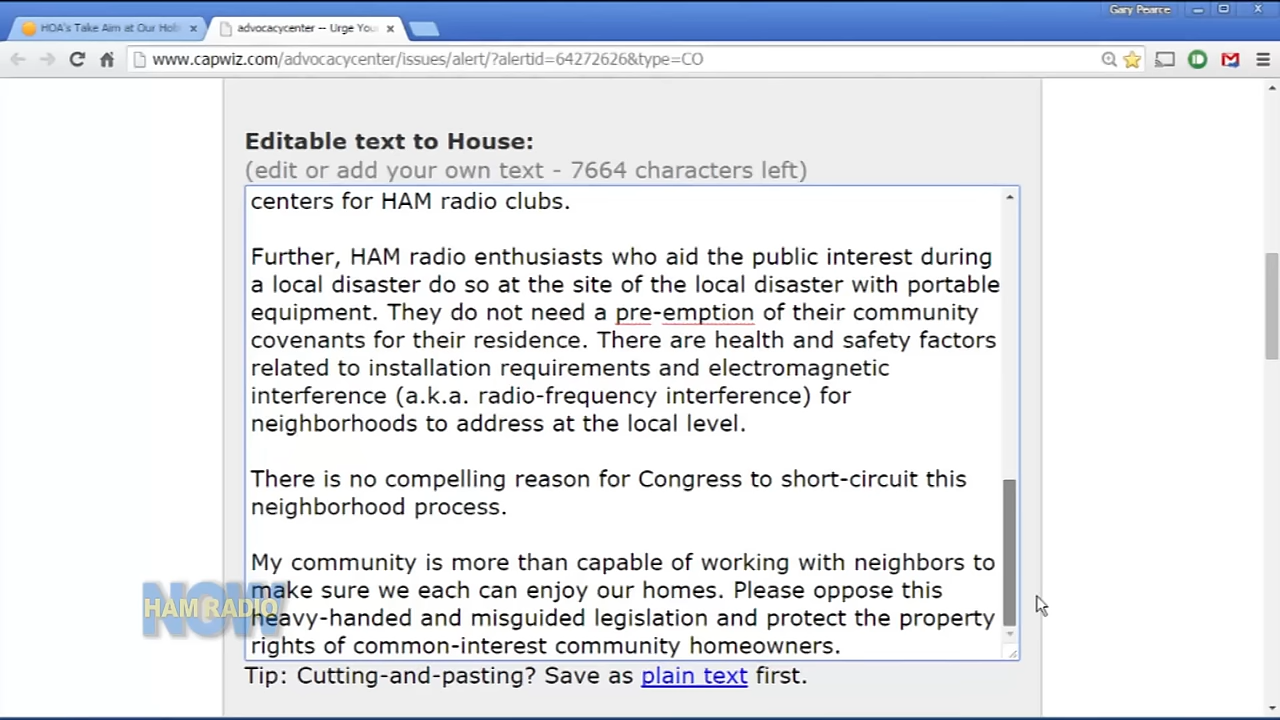 Gary Pearce
HOA's Take Aim at Our Hob
advocacycenter -- Urge You
www.capwiz.com/advocacycenter/issues/alert/?alertid=64272626&type=CO
Editable text to House:
(edit or add your own text - 7664 characters left)
centers for HAM radio clubs.
Further, HAM radio enthusiasts who aid the public interest during
a local disaster do so at the site of the local disaster with portable
equipment. They do not need a pre-emption of their community
covenants for their residence. There are health and safety factors
related to installation requirements and electromagnetic
interference (a.k.a. radio-frequency interference) for
neighborhoods to address at the local level.
There is no compelling reason for Congress to short-circuit this
neighborhood process.
My community is more than capable of working with neighbors to
make sure we each can enjoy our homes. Please oppose this
heavy-handed and misguided legislation and protect the property
rights of common-interest community homeowners.
HAM RADIO
NOW
Tip: Cutting-and-pasting? Save as plain text first.